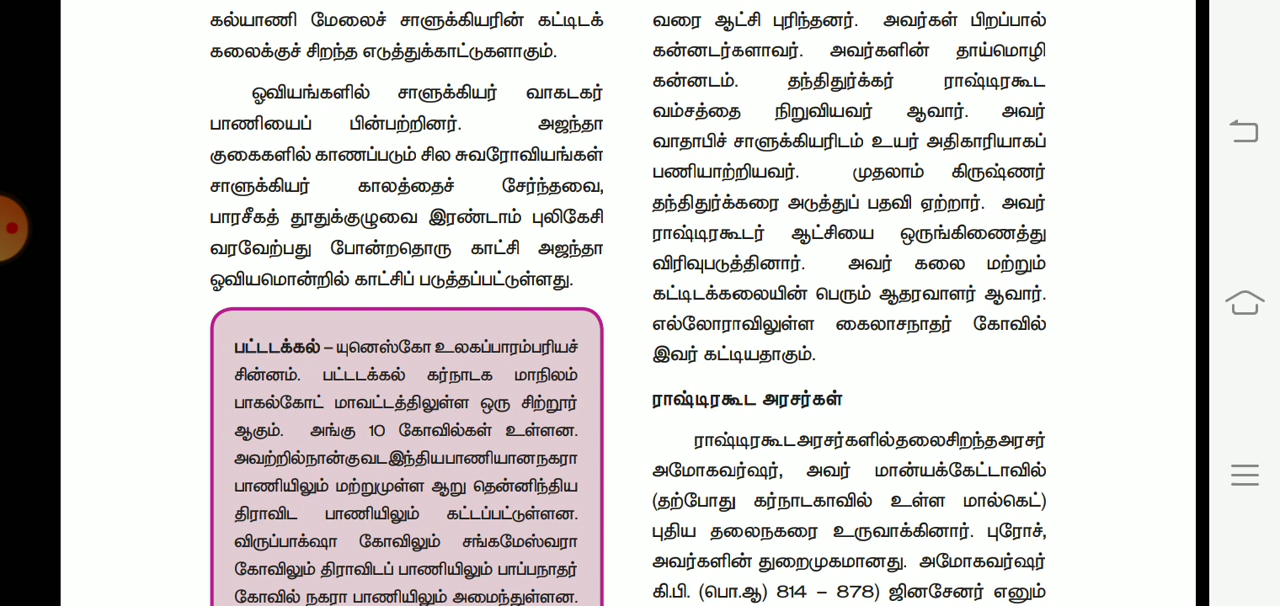 கல்யாணி மேலைச் சாளுக்கியரின் கட்டிடக்
கலைக்குச் சிறந்த எடுத்துக்காட்டுகளாகும்.
ஓவியங்களில் சாளுக்கியர் வாகடகர்
பாணியைப் பின்பற்றினர். அஜந்தா
குகைகளில் காணப்படும் சில சுவரோவியங்கள்
சாளுக்கியர் காலத்தைச் சேர்ந்தவை,
பாரசீகத் தூதுக்குழுவை இரண்டாம் புலிகேசி
வரவேற்பது போன்றதொரு காட்சி அஜந்தா
ஓவியமொன்றில் காட்சிப் படுத்தப்பட்டுள்ளது.
பட்டடக்கல் – யுனெஸ்கோ உலகப்பாரம்பரியச்
சின்னம். பட்டடக்கல் கர்நாடக மாநிலம்
பாகல்கோட் மாவட்டத்திலுள்ள ஒரு சிற்றூர்
ஆகும். அங்கு 10 கோவில்கள் உள்ளன.
அவற்றில்நான்குவடஇந்தியபாணியானநகரா
பாணியிலும் மற்றுமுள்ள ஆறு தென்னிந்திய
திராவிட பாணியிலும் கட்டப்பட்டுள்ளன.
விருப்பாக்‌ஷா கோவிலும் சங்கமேஸ்வரா
கோவிலும் திராவிடப் பாணியிலும் பாப்பநாதர்
கோவில் நகரா பாணியிலும் அமைந்துள்ளன.
வரை ஆட்சி புரிந்தனர். அவர்கள் பிறப்பால்
கன்னடர்களாவர். அவர்களின் தாய்மொழி
கன்னடம். தந்திதுர்க்கர் ராஷ்டிரகூட
வம்சத்தை நிறுவியவர் ஆவார். அவர்
வாதாபிச் சாளுக்கியரிடம் உயர் அதிகாரியாகப்
பணியாற்றியவர். முதலாம் கிருஷ்ணர்
தந்திதுர்க்கரை அடுத்துப் பதவி ஏற்றார். அவர்
ராஷ்டிரகூடர் ஆட்சியை ஒருங்கிணைத்து
விரிவுபடுத்தினார். அவர் கலை மற்றும்
கட்டிடக்கலையின் பெரும் ஆதரவாளர் ஆவார்.
எல்லோராவிலுள்ள கைலாசநாதர் கோவில்
இவர் கட்டியதாகும்.
ராஷ்டிரகூட அரசர்கள்
ராஷ்டிரகூடஅரசர்களில்தலைசிறந்தஅரசர்
அமோகவர்ஷர், அவர் மான்யக்கேட்டாவில்
(தற்போது கர்நாடகாவில் உள்ள மால்கெட்)
புதிய தலைநகரை உருவாக்கினார். புரோச்,
அவர்களின் துறைமுகமானது. அமோகவர்ஷர்
கி.பி. (பொ.ஆ) 814 – 878) ஜினசேனர் எனும்